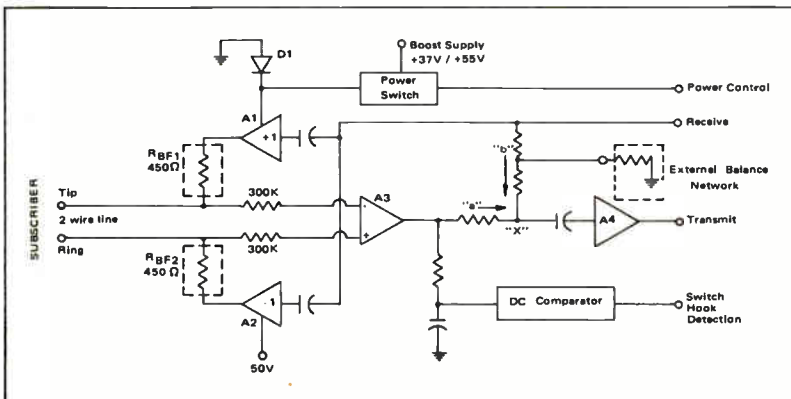 D1
Boost Supply
+37V / +55V
Power
Switch
Power Control
A1
+1
Receive
RBF1
450Ω
"b"
External Balance
Network
SUBSCRIBER
Tip
300K
A3
2 wire line
-
+
"a"
"X"
A4
Transmit
Ring
300K
RBF2
450 Ω
-1
A2
DC Comparator
Switch
Hook
Detection
50V